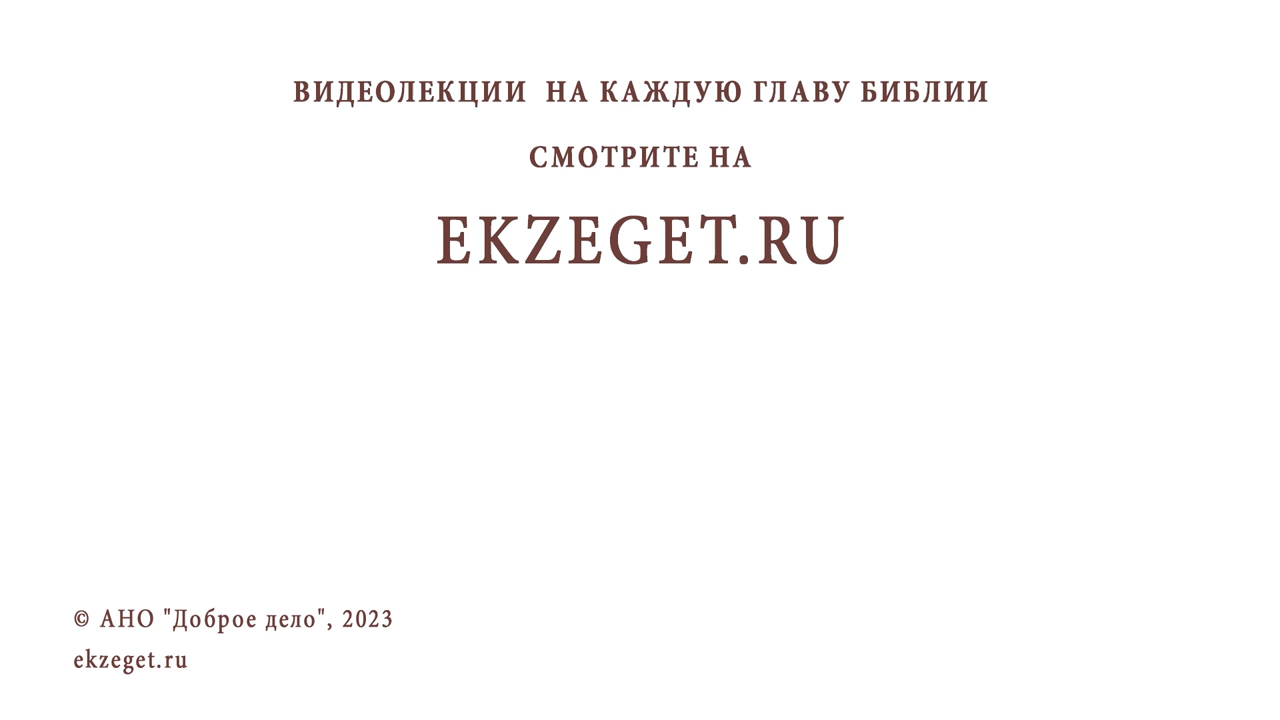 ВИДЕОЛЕКЦИИ НА КАЖДУЮ ГЛАВУ БИБЛИИ
СМОТРИТЕ НА
EKZEGET.RU
© АНО "Доброе дело", 2023
ekzeget.ru